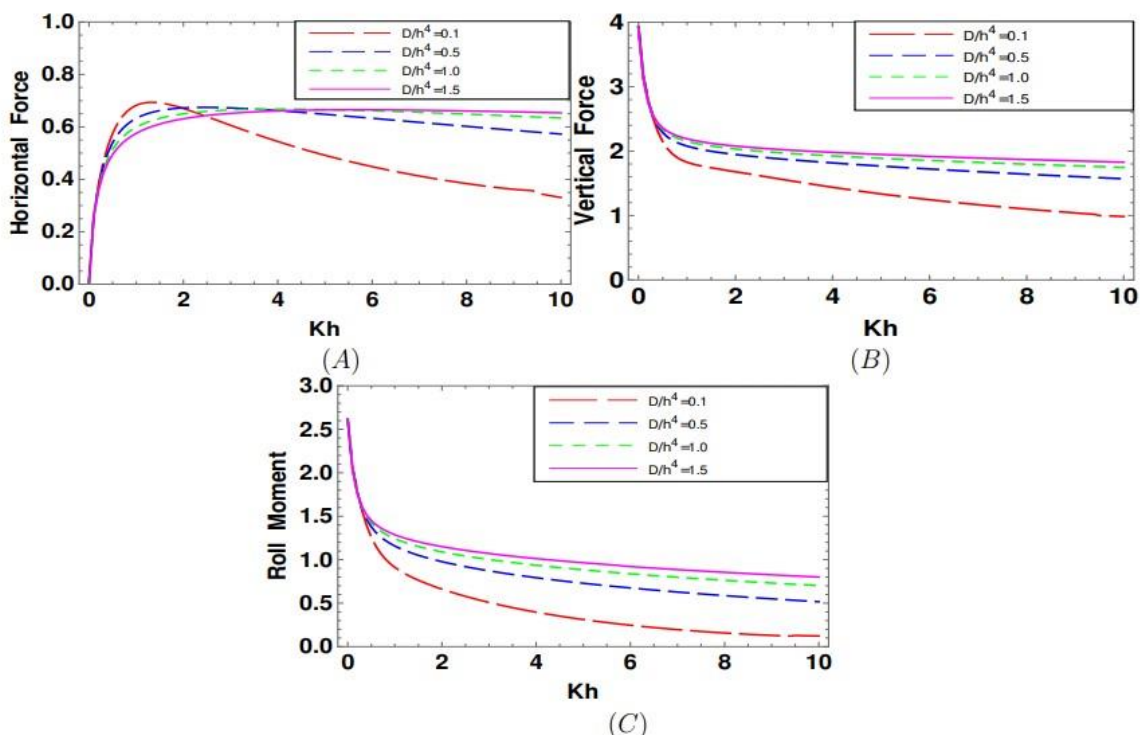 1.0
0.8
0.6
0.4
0.2
0.0
Horizontal Force
D/h⁴=0.1
D/h⁴=0.5
D/h⁴=1.0
D/h⁴=1.5
0 2 4 6 8 10
Kh
(A)
4
3
2
1
0
Vertical Force
D/h⁴=0.1
D/h⁴=0.5
D/h⁴=1.0
D/h⁴=1.5
0 2 4 6 8 10
Kh
(B)
3.0
2.5
2.0
1.5
1.0
0.5
0.0
Roll Moment
D/h⁴=0.1
D/h⁴=0.5
D/h⁴=1.0
D/h⁴=1.5
0 2 4 6 8 10
Kh
(C)